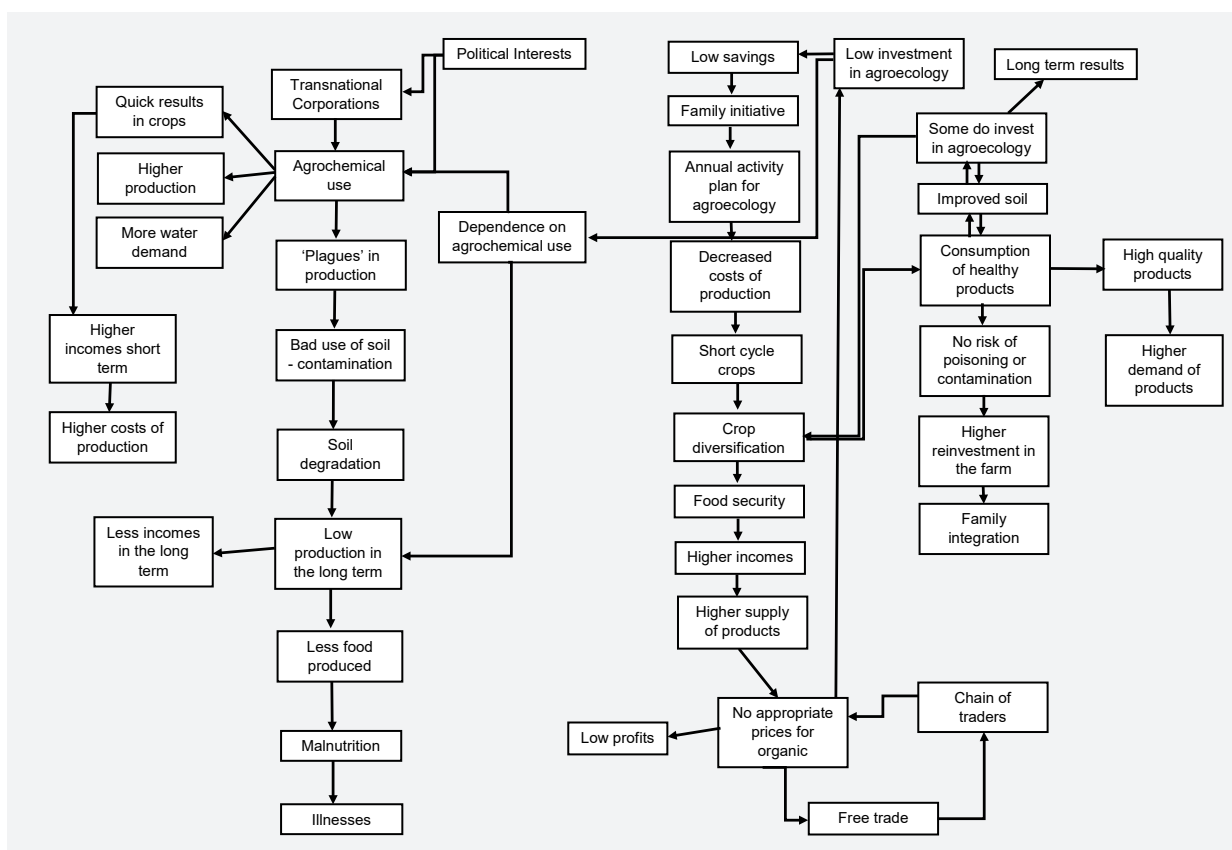 Political Interests
Transnational
Corporations
Quick results
in crops
Agrochemical
use
Higher
production
More water
demand
Dependence on
agrochemical use
‘Plagues’ in
production
Higher
incomes short
term
Bad use of soil
- contamination
Higher costs of
production
Soil
degradation
Less incomes
in the long
term
Low
production in
the long term
Less food
produced
Malnutrition
Illnesses
Low savings
Low investment
in agroecology
Family initiative
Annual activity
plan for
agroecology
Decreased
costs of
production
Short cycle
crops
Crop
diversification
Food security
Higher incomes
Higher supply
of products
No appropriate
prices for
organic
Low profits
Chain of
traders
Free trade
Long term results
Some do invest
in agroecology
Improved soil
Consumption
of healthy
products
High quality
products
No risk of
poisoning or
contamination
Higher
demand of
products
Higher
reinvestment in
the farm
Family
integration